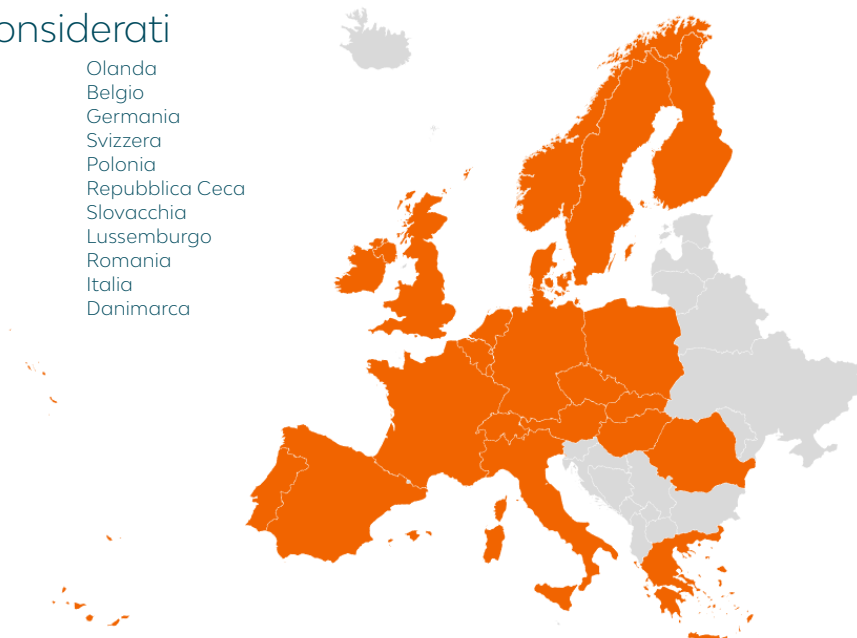 onsiderati
Olanda
Belgio
Germania
Svizzera
Polonia
Repubblica Ceca
Slovacchia
Lussemburgo
Romania
Italia
Danimarca